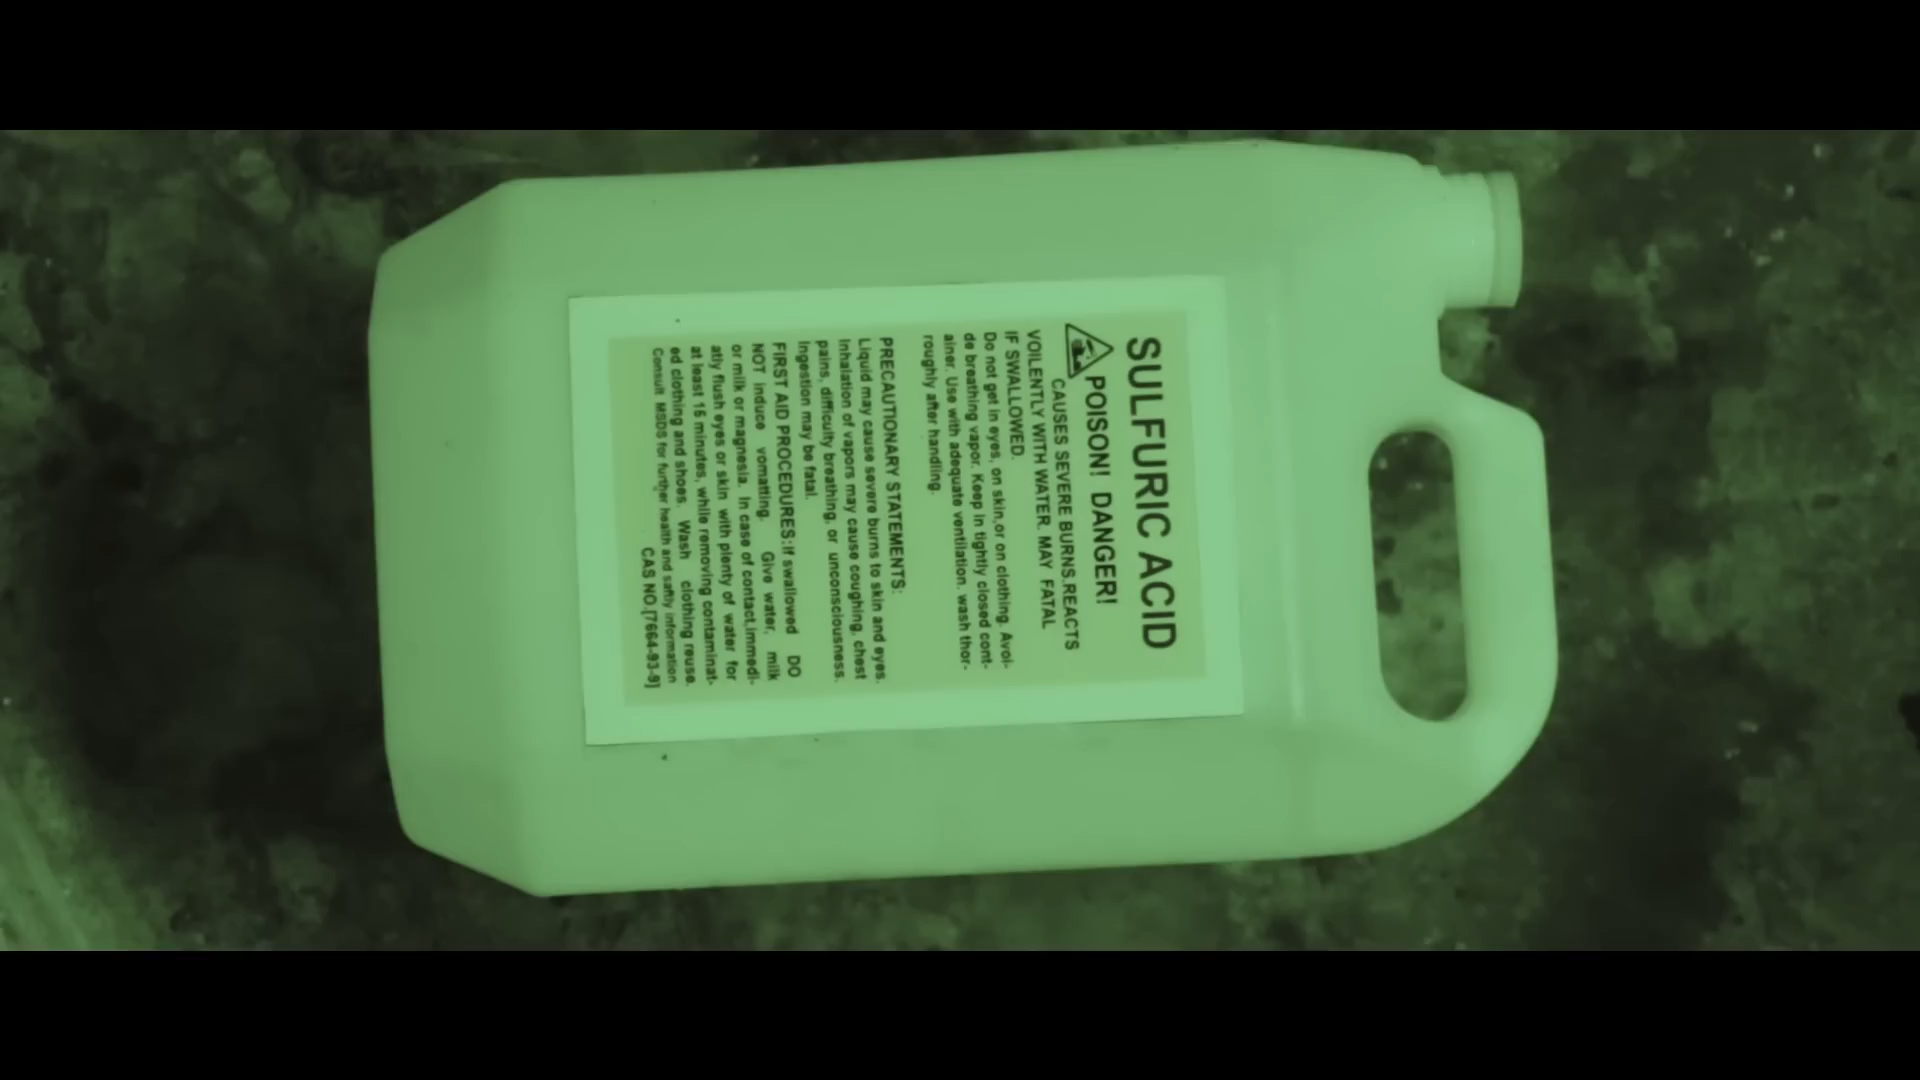 SULFURIC ACID
POISON! DANGER!
CAUSES SEVERE BURNS.REACTS
VOILENTLY WITH WATER. MAY FATAL
IF SWALLOWED.
Do not get in eyes, on skin,or on clothing. Avoi-
de breathing vapor. Keep in tightly closed cont-
ainer. Use with adequate ventilation. wash thor-
roughly after handling.
PRECAUTIONARY STATEMENTS:
Liquid may cause severe burns to skin and eyes.
Inhalation of vapors may cause coughing, chest
pains, difficulty breathing, or unconsciousness.
Ingestion may be fatal.
FIRST AID PROCEDURES:If swallowed DO
NOT induce vomatting. Give water, milk
or milk or magnesia. In case of contact,immedi-
atly flush eyes or skin with plenty of water for
at least 15 minutes, while removing contaminat-
ed clothing and shoes. Wash clothing reuse.
Consult MSDS for further health and saftly information
CAS NO.[7664-93-9]